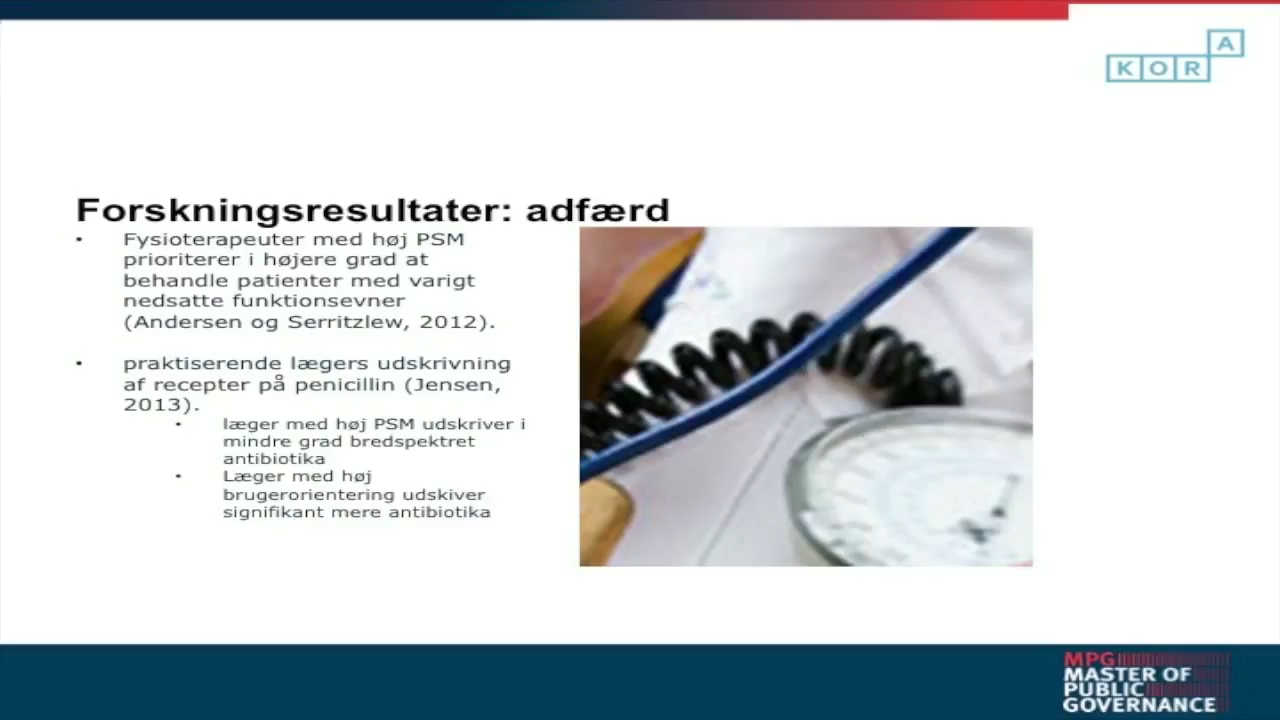 KORA
Forskningsresultater: adfærd
• Fysioterapeuter med høj PSM
prioriterer i højere grad at
behandle patienter med varigt
nedsatte funktionsevner
(Andersen og Serritzlew, 2012).
• praktiserende lægers udskrivning
af recepter på penicillin (Jensen,
2013).
• læger med høj PSM udskriver i
mindre grad bredspektret
antibiotika
• Læger med høj
brugerorientering udskiver
signifikant mere antibiotika
MPG
MASTER OF
PUBLIC
GOVERNANCE